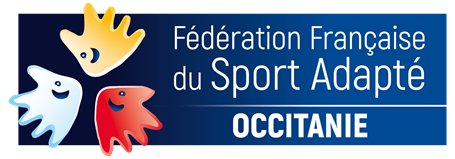 Fédération Française
du Sport Adapté
OCCITANIE